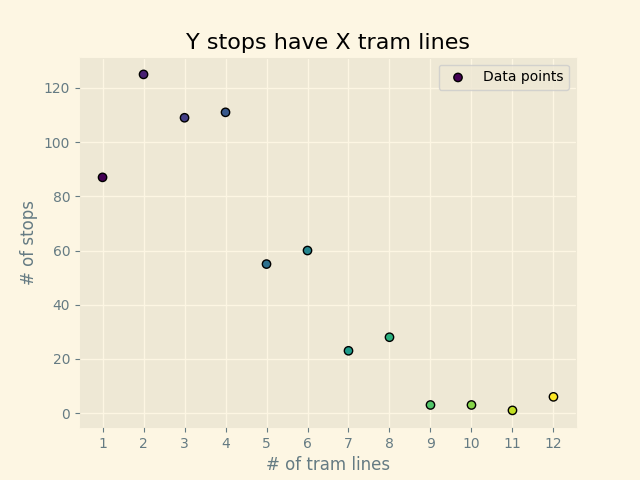 Y stops have X tram lines
Data points
# of stops
120
100
80
60
40
20
0
1 2 3 4 5 6 7 8 9 10 11 12
# of tram lines